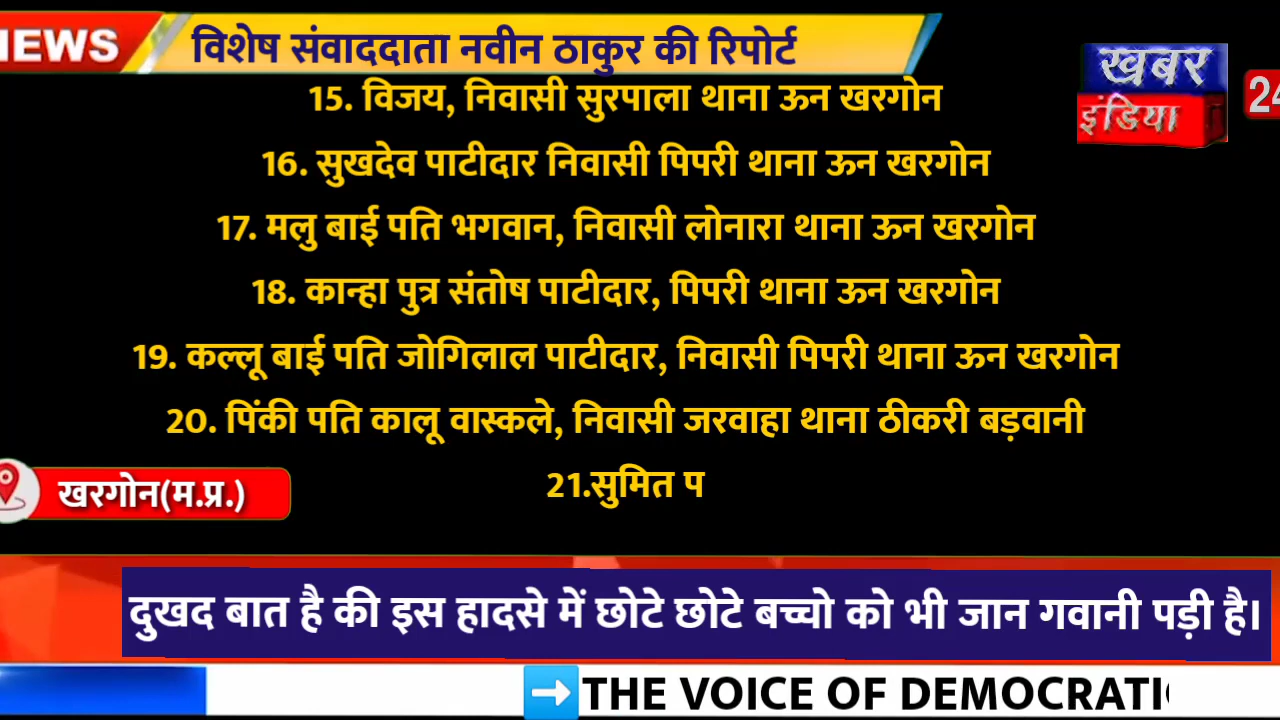 NEWS
विशेष संवाददाता नवीन ठाकुर की रिपोर्ट
खबर
इंडिया
24
15. विजय, निवासी सुरपाला थाना ऊन खरगोन
16. सुखदेव पाटीदार निवासी पिपरी थाना ऊन खरगोन
17. मलु बाई पति भगवान, निवासी लोनारा थाना ऊन खरगोन
18. कान्हा पुत्र संतोष पाटीदार, पिपरी थाना ऊन खरगोन
19. कल्लू बाई पति जोगिलाल पाटीदार, निवासी पिपरी थाना ऊन खरगोन
20. पिंकी पति कालू वास्कले, निवासी जरवाहा थाना ठीकरी बड़वानी
21.सुमित प
खरगोन(म.प्र.)
दुखद बात है की इस हादसे में छोटे छोटे बच्चो को भी जान गवानी पड़ी है।
THE VOICE OF DEMOCRATI